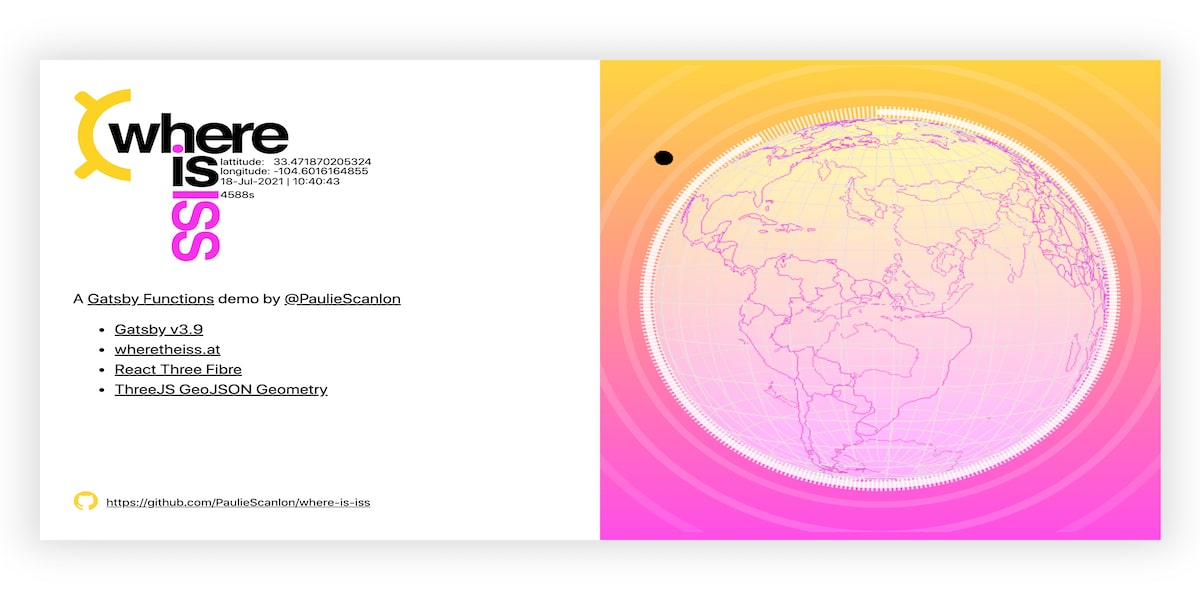 where
is
ISS
lattitude: 33.471870205324
longitude: -104.6016164855
18-Jul-2021 | 10:40:43
4588s
A Gatsby Functions demo by @PaulieScanlon
• Gatsby v3.9
• wheretheiss.at
• React Three Fibre
• ThreeJS GeoJSON Geometry
https://github.com/PaulieScanlon/where-is-iss